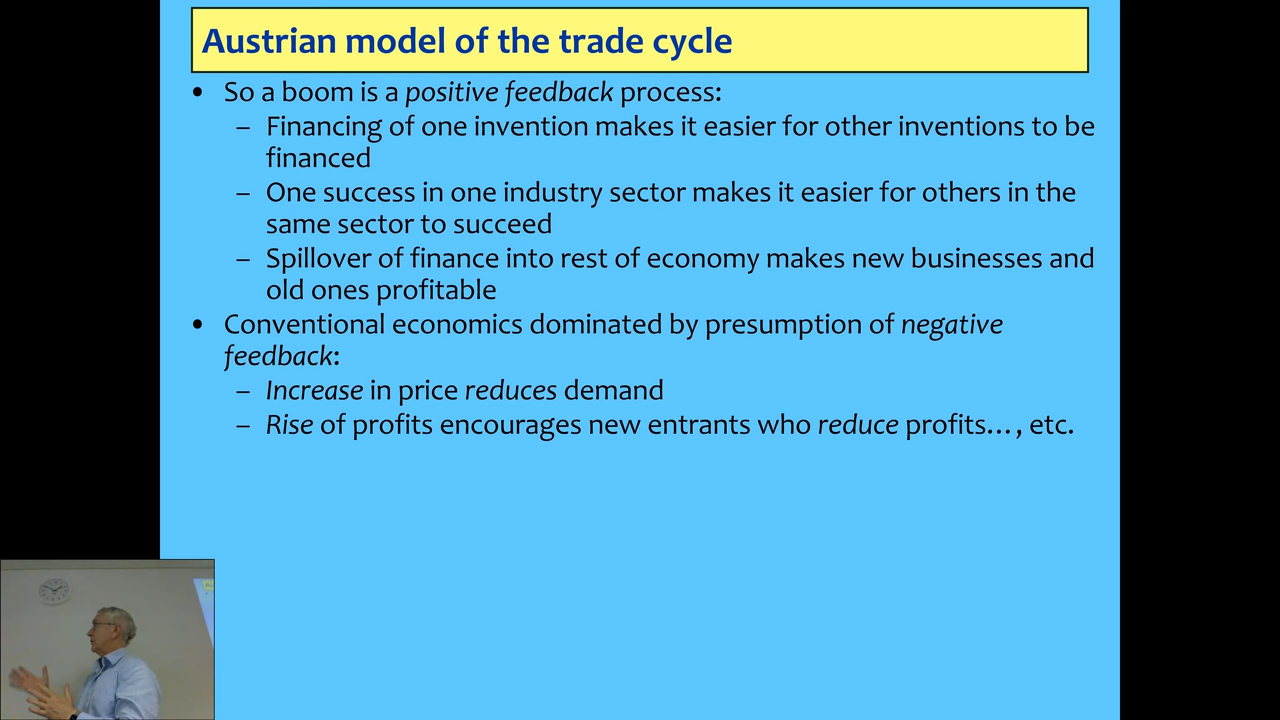 Austrian model of the trade cycle
• So a boom is a positive feedback process:
– Financing of one invention makes it easier for other inventions to be
financed
– One success in one industry sector makes it easier for others in the
same sector to succeed
– Spillover of finance into rest of economy makes new businesses and
old ones profitable
• Conventional economics dominated by presumption of negative
feedback:
– Increase in price reduces demand
– Rise of profits encourages new entrants who reduce profits…, etc.